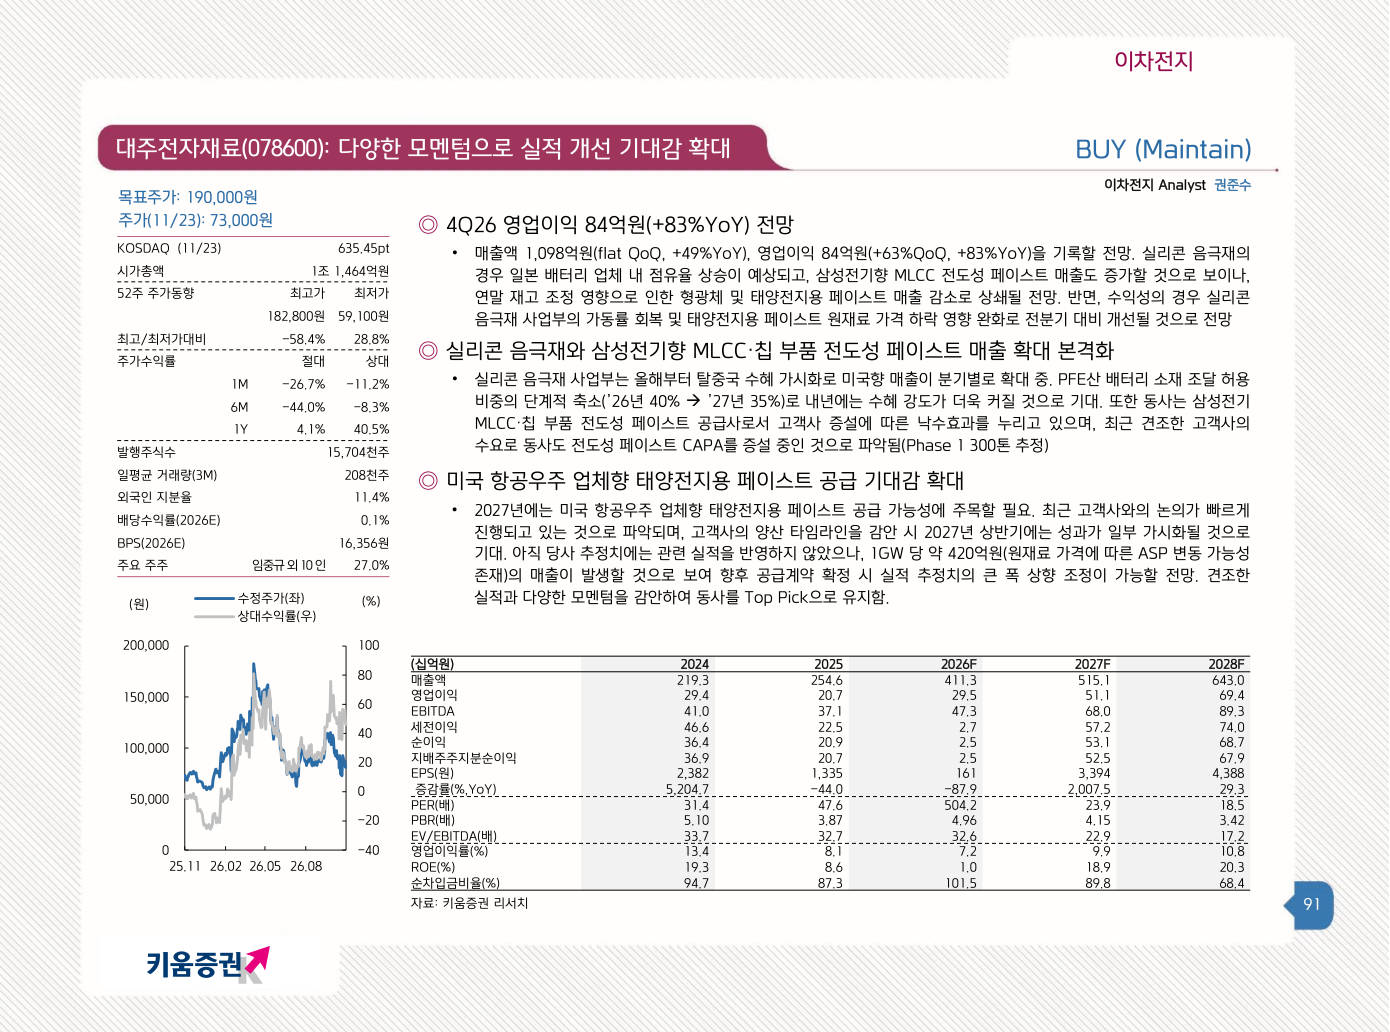 이차전지
대주전자재료(078600): 다양한 모멘텀으로 실적 개선 기대감 확대
BUY (Maintain)
이차전지 Analyst 권준수
목표주가: 190,000원
주가(11/23): 73,000원
KOSDAQ (11/23) 635.45pt
시가총액 1조 1,464억원
52주 주가동향 최고가 최저가
182,800원 59,100원
최고/최저가대비 -58.4% 28.8%
주가수익률 절대 상대
1M -26.7% -11.2%
6M -44.0% -8.3%
1Y 4.1% 40.5%
발행주식수 15,704천주
일평균 거래량(3M) 208천주
외국인 지분율 11.4%
배당수익률(2026E) 0.1%
BPS(2026E) 16,356원
주요 주주 임중규 외 10 인 27.0%
(원) 수정주가(좌) (%)
상대수익률(우)
200,000 100
80
150,000 60
40
100,000 20
50,000 0
-20
0 -40
25.11 26.02 26.05 26.08
◎ 4Q26 영업이익 84억원(+83%YoY) 전망
• 매출액 1,098억원(flat QoQ, +49%YoY), 영업이익 84억원(+63%QoQ, +83%YoY)을 기록할 전망. 실리콘 음극재의
경우 일본 배터리 업체 내 점유율 상승이 예상되고, 삼성전기향 MLCC 전도성 페이스트 매출도 증가할 것으로 보이나,
연말 재고 조정 영향으로 인한 형광체 및 태양전지용 페이스트 매출 감소로 상쇄될 전망. 반면, 수익성의 경우 실리콘
음극재 사업부의 가동률 회복 및 태양전지용 페이스트 원재료 가격 하락 영향 완화로 전분기 대비 개선될 것으로 전망
◎ 실리콘 음극재와 삼성전기향 MLCC·칩 부품 전도성 페이스트 매출 확대 본격화
• 실리콘 음극재 사업부는 올해부터 탈중국 수혜 가시화로 미국향 매출이 분기별로 확대 중. PFE산 배터리 소재 조달 허용
비중의 단계적 축소('26년 40% → '27년 35%)로 내년에는 수혜 강도가 더욱 커질 것으로 기대. 또한 동사는 삼성전기
MLCC·칩 부품 전도성 페이스트 공급사로서 고객사 증설에 따른 낙수효과를 누리고 있으며, 최근 견조한 고객사의
수요로 동사도 전도성 페이스트 CAPA를 증설 중인 것으로 파악됨(Phase 1 300톤 추정)
◎ 미국 항공우주 업체향 태양전지용 페이스트 공급 기대감 확대
• 2027년에는 미국 항공우주 업체향 태양전지용 페이스트 공급 가능성에 주목할 필요. 최근 고객사와의 논의가 빠르게
진행되고 있는 것으로 파악되며, 고객사의 양산 타임라인을 감안 시 2027년 상반기에는 성과가 일부 가시화될 것으로
기대. 아직 당사 추정치에는 관련 실적을 반영하지 않았으나, 1GW 당 약 420억원(원재료 가격에 따른 ASP 변동 가능성
존재)의 매출이 발생할 것으로 보여 향후 공급계약 확정 시 실적 추정치의 큰 폭 상향 조정이 가능할 전망. 견조한
실적과 다양한 모멘텀을 감안하여 동사를 Top Pick으로 유지함.
(십억원) 2024 2025 2026F 2027F 2028F
매출액 219.3 254.6 411.3 515.1 643.0
영업이익 29.4 20.7 29.5 51.1 69.4
EBITDA 41.0 37.1 47.3 68.0 89.3
세전이익 46.6 22.5 2.7 57.2 74.0
순이익 36.4 20.9 2.5 53.1 68.7
지배주주지분순이익 36.9 20.7 2.5 52.5 67.9
EPS(원) 2,382 1,335 161 3,394 4,388
증감률(%,YoY) 5,204.7 -44.0 -87.9 2,007.5 29.3
PER(배) 31.4 47.6 504.2 23.9 18.5
PBR(배) 5.10 3.87 4.96 4.15 3.42
EV/EBITDA(배) 33.7 32.7 32.6 22.9 17.2
영업이익률(%) 13.4 8.1 7.2 9.9 10.8
ROE(%) 19.3 8.6 1.0 18.9 20.3
순차입금비율(%) 94.7 87.3 101.5 89.8 68.4
자료: 키움증권 리서치
91
키움증권